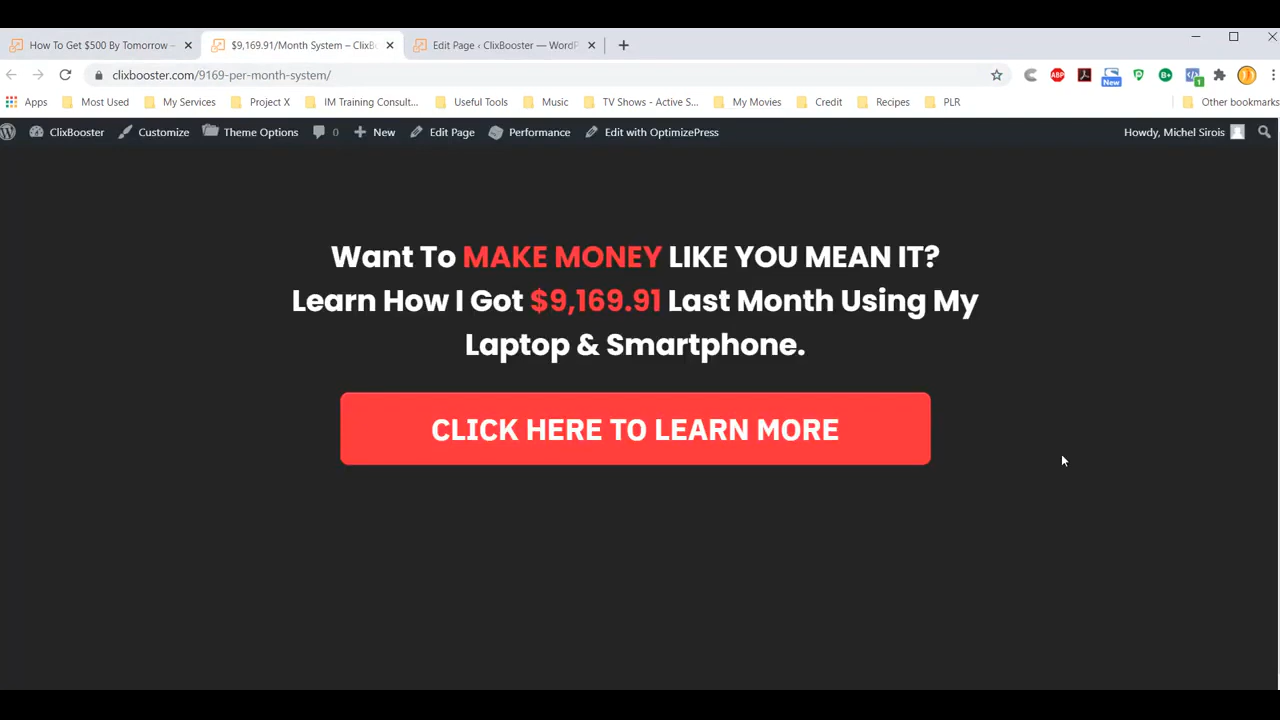 How To Get $500 By Tomorrow –
$9,169.91/Month System – ClixBo
Edit Page ‹ ClixBooster — WordP
clixbooster.com/9169-per-month-system/
ABP
New
1
Apps
Most Used
My Services
Project X
IM Training Consult...
Useful Tools
Music
TV Shows - Active S...
My Movies
Credit
Recipes
PLR
Other bookmarks
ClixBooster
Customize
Theme Options
0
New
Edit Page
Performance
Edit with OptimizePress
Howdy, Michel Sirois
Want To MAKE MONEY LIKE YOU MEAN IT?
Learn How I Got $9,169.91 Last Month Using My
Laptop & Smartphone.
CLICK HERE TO LEARN MORE